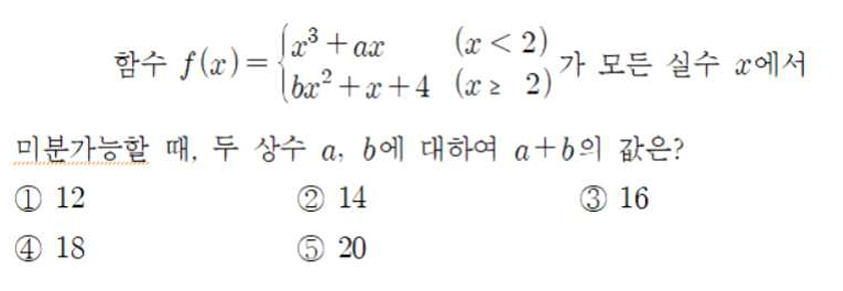 함수 f(x) = { x³ + ax (x < 2)
bx² + x + 4 (x ≥ 2) 가 모든 실수 x에서
미분가능할 때, 두 상수 a, b에 대하여 a+b의 값은?
① 12 ② 14 ③ 16
④ 18 ⑤ 20